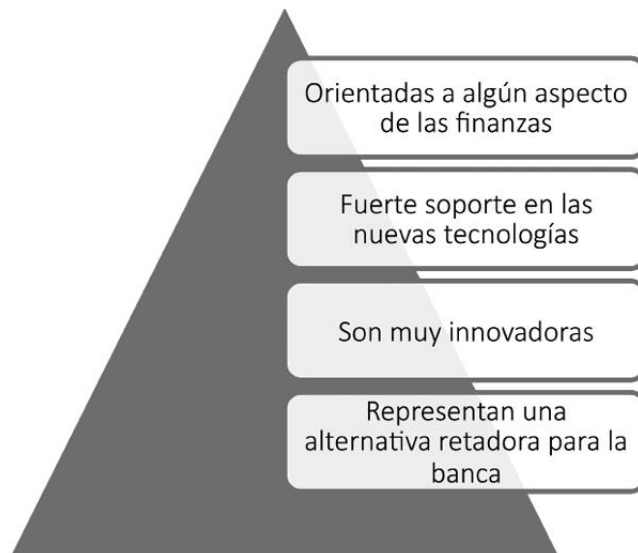 Orientadas a algún aspecto
de las finanzas
Fuerte soporte en las
nuevas tecnologías
Son muy innovadoras
Representan una
alternativa retadora para la
banca